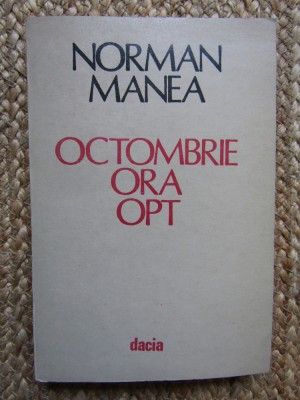 NORMAN
MANEA
OCTOMBRIE
ORA
OPT
dacia